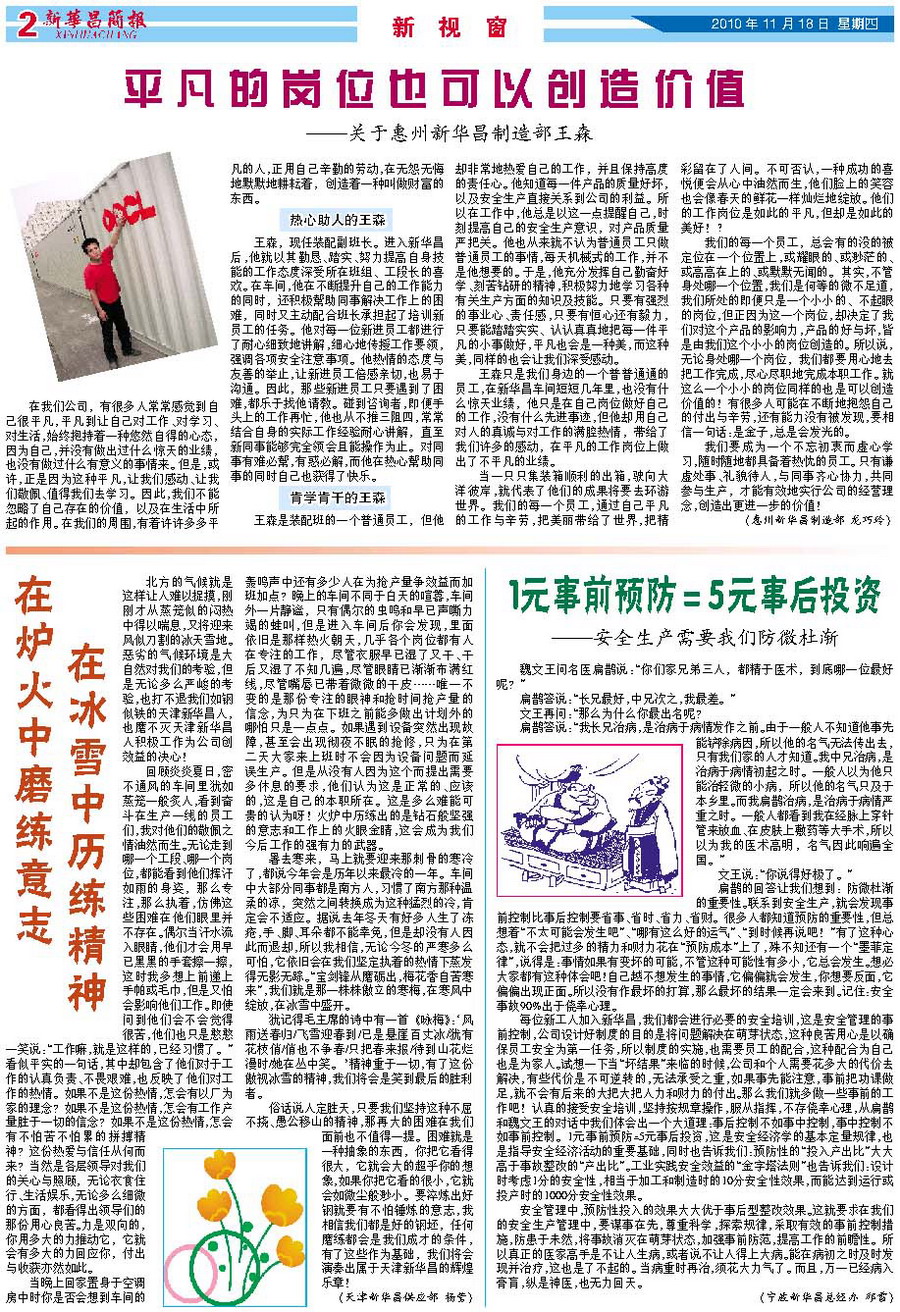 2 新華昌簡报
XINHUACHANG
新 视 窗
2010 年 11 月 18 日 星期四
平凡的岗位也可以创造价值
——关于惠州新华昌制造部王森
在我们公司，有很多人常常感觉到自
己很平凡，平凡到让自己对工作、对学习、
对生活，始终抱持着一种悠然自得的心态，
因为自己，并没有做出过什么惊天的业绩，
也没有做过什么有意义的事情来。但是，或
许，正是因为这种平凡，让我们感动、让我
们敬佩、值得我们去学习。因此，我们不能
忽略了自己存在的价值，以及在生活中所
起的作用。在我们的周围，有着许许多多平
凡的人，正用自己辛勤的劳动，在无怨无悔
地默默地耕耘着，创造着一种叫做财富的
东西。
热心助人的王森
王森，现任装配副班长。进入新华昌
后，他就以其勤恳、踏实、努力提高自身技
能的工作态度深受所在班组、工段长的喜
欢。在车间，他在不断提升自己的工作能力
的同时，还积极帮助同事解决工作上的困
难，同时又主动配合班长承担起了培训新
员工的任务。他对每一位新进员工都进行
了耐心细致地讲解，细心地传授工作要领，
强调各项安全注意事项。他热情的态度与
友善的举止，让新进员工倍感亲切，也易于
沟通。因此，那些新进员工只要遇到了困
难，都乐于找他请教。碰到咨询者，即便手
头上的工作再忙，他也从不推三阻四，常常
结合自身的实际工作经验耐心讲解，直至
新同事能够完全领会且能操作为止。对同
事有难必帮，有惑必解，而他在热心帮助同
事的同时自己也获得了快乐。
肯学肯干的王森
王森是装配班的一个普通员工，但他
却非常地热爱自己的工作，并且保持高度
的责任心。他知道每一件产品的质量好坏，
以及安全生产直接关系到公司的利益。所
以在工作中，他总是以这一点提醒自己，时
刻提高自己的安全生产意识，对产品质量
严把关。他也从来就不认为普通员工只做
普通员工的事情，每天机械式的工作，并不
是他想要的。于是，他充分发挥自己勤奋好
学、刻苦钻研的精神，积极努力地学习各种
有关生产方面的知识及技能。只要有强烈
的事业心、责任感，只要有恒心还有毅力，
只要能踏踏实实、认认真真地把每一件平
凡的小事做好，平凡也会是一种美，而这种
美，同样的也会让我们深受感动。
王森只是我们身边的一个普普通通的
员工，在新华昌车间短短几年里，也没有什
么惊天业绩，他只是在自己岗位做好自己
的工作，没有什么先进事迹，但他却用自己
对人的真诚与对工作的满腔热情，带给了
我们许多的感动，在平凡的工作岗位上做
出了不平凡的业绩。
当一只只集装箱顺利的出箱，驶向大
洋彼岸，就代表了他们的成果将要去环游
世界。我们的每一个员工，通过自己平凡
的工作与辛劳，把美丽带给了世界，把精
彩留在了人间。不可否认，一种成功的喜
悦便会从心中油然而生，他们脸上的笑容
也会像春天的鲜花一样灿烂地绽放。他们
的工作岗位是如此的平凡，但却是如此的
美好！？
我们的每一个员工，总会有的没的被
定位在一个位置上，或耀眼的、或渺茫的、
或高高在上的、或默默无闻的。其实，不管
身处哪一个位置，我们是何等的微不足道，
我们所处的即便只是一个小小的、不起眼
的岗位，但正因为这一个岗位，却决定了我
们对这个产品的影响力，产品的好与坏，皆
是由我们这个小小的岗位创造的。所以说，
无论身处哪一个岗位，我们都要用心地去
把工作完成，尽心尽职地完成本职工作。就
这么一个小小的岗位同样的也是可以创造
价值的！有很多人可能在不断地抱怨自己
的付出与辛劳，还有能力没有被发现，要相
信一句话：是金子，总是会发光的。
我们要成为一个不忘初衷而虚心学
习，随时随地都具备着热忱的员工。只有谦
虚处事、礼貌待人，与同事齐心协力，共同
参与生产，才能有效地实行公司的经营理
念，创造出更进一步的价值！
（惠州新华昌制造部 龙巧玲）
在炉火中磨练意志
在冰雪中历练精神
北方的气候就是
这样让人难以捉摸，刚
刚才从蒸笼似的闷热
中得以喘息，又将迎来
风似刀割的冰天雪地。
恶劣的气候环境是大
自然对我们的考验，但
是无论多么严峻的考
验，也打不退我们如钢
似铁的天津新华昌人，
也磨不灭天津新华昌
人积极工作为公司创
效益的决心！
回顾炎炎夏日，密
不通风的车间里犹如
蒸笼一般炙人，看到奋
斗在生产一线的员工
们，我对他们的敬佩之
情油然而生。无论走到
哪一个工段、哪一个岗
位，都能看到他们挥汗
如雨的身姿，那么专
注，那么执着，仿佛这
些困难在他们眼里并
不存在。偶尔当汗水流
入眼睛，他们才会用早
已黑黑的手套擦一擦，
这时我多想上前递上
手帕或毛巾，但是又怕
会影响他们工作。即使
问到他们会不会觉得
很苦，他们也只是憨憨
一笑说：“工作嘛，就是这样的，已经习惯了。”
看似平实的一句话，其中却包含了他们对于工
作的认真负责、不畏艰难，也反映了他们对工
作的热情。如果不是这份热情，怎会有以厂为
家的理念？如果不是这份热情，怎会有工作产
量胜于一切的信念？如果不是这份热情，怎会
有不怕苦不怕累的拼搏精
神？这份热爱与信任从何而
来？当然是各层领导对我们
的关心与照顾，无论衣食住
行、生活娱乐，无论多么细微
的方面，都看得出领导们的
那份用心良苦。力是双向的，
你用多大的力推动它，它就
会有多大的力回应你，付出
与收获亦然如此。
当晚上回家置身于空调
房中时你是否会想到车间的
轰鸣声中还有多少人在为抢产量争效益而加
班加点？晚上的车间不同于白天的喧嚣，车间
外一片静谧，只有偶尔的虫鸣和早已声嘶力
竭的蛙叫，但是进入车间后你会发现，里面
依旧是那样热火朝天，几乎各个岗位都有人
在专注的工作，尽管衣服早已湿了又干、干
后又湿了不知几遍，尽管眼睛已渐渐布满红
线，尽管嘴唇已带着微微的干皮……唯一不
变的是那份专注的眼神和抢时间抢产量的
信念，为只为在下班之前能多做出计划外的
哪怕只是一点点。如果遇到设备突然出现故
障，甚至会出现彻夜不眠的抢修，只为在第
二天大家来上班时不会因为设备问题而延
误生产。但是从没有人因为这个而提出需要
多休息的要求，他们认为这是正常的、应该
的，这是自己的本职所在。这是多么难能可
贵的认为呀！火炉中历练出的是钻石般坚强
的意志和工作上的火眼金睛，这会成为我们
今后工作的强有力的武器。
暑去寒来，马上就要迎来那刺骨的寒冷
了，都说今年会是历年以来最冷的一年。车间
中大部分同事都是南方人，习惯了南方那种温
柔的凉，突然之间转换成为这种猛烈的冷，肯
定会不适应。据说去年冬天有好多人生了冻
疮，手、脚、耳朵都不能幸免，但是却没有人因
此而退却，所以我相信，无论今冬的严寒多么
可怕，它依旧会在我们坚定执着的热情下蒸发
得无影无踪。“宝剑锋从磨砺出，梅花香自苦寒
来”，我们就是那一株株傲立的寒梅，在寒风中
绽放，在冰雪中盛开。
犹记得毛主席的诗中有一首《咏梅》：‘风
雨送春归/飞雪迎春到/已是悬崖百丈冰/犹有
花枝俏/俏也不争春/只把春来报/待到山花烂
漫时/她在丛中笑。’精神重于一切，有了这份
傲视冰雪的精神，我们将会是笑到最后的胜利
者。
俗话说人定胜天，只要我们坚持这种不屈
不挠、愚公移山的精神，那再大的困难在我们
面前也不值得一提。困难就是
一种抽象的东西，你把它看得
很大，它就会大的超乎你的想
象，如果你把它看的很小，它就
会如微尘般渺小。要淬炼出好
钢就要有不怕锤炼的意志，我
相信我们都是好的钢坯，任何
磨练都会是我们成才的条件，
有了这些作为基础，我们将会
演奏出属于天津新华昌的辉煌
乐章！
（天津新华昌供应部 杨莹）
1元事前预防＝5元事后投资
——安全生产需要我们防微杜渐
魏文王问名医扁鹊说：“你们家兄弟三人，都精于医术，到底哪一位最好
呢？”
扁鹊答说：“长兄最好，中兄次之，我最差。”
文王再问：“那么为什么你最出名呢？
扁鹊答说：“我长兄治病，是治病于病情发作之前。由于一般人不知道他事先
能铲除病因，所以他的名气无法传出去，
只有我们家的人才知道。我中兄治病，是
治病于病情初起之时。一般人以为他只
能治轻微的小病，所以他的名气只及于
本乡里。而我扁鹊治病，是治病于病情严
重之时。一般人都看到我在经脉上穿针
管来放血、在皮肤上敷药等大手术，所以
以为我的医术高明，名气因此响遍全
国。”
文王说：“你说得好极了。”
扁鹊的回答让我们想到：防微杜渐
的重要性。联系到安全生产，就会发现事
前控制比事后控制要省事、省时、省力、省财。很多人都知道预防的重要性，但总
想着“不太可能会发生吧”、“哪有这么好的运气”、“到时候再说吧！”有了这种心
态，就不会把过多的精力和财力花在“预防成本”上了，殊不知还有一个“墨菲定
律”，说得是：事情如果有变坏的可能，不管这种可能性有多小，它总会发生。想必
大家都有这种体会吧！自己越不想发生的事情，它偏偏就会发生，你想要反面，它
偏偏出现正面。所以没有作最坏的打算，那么最坏的结果一定会来到。记住：安全
事故90%出于侥幸心理。
每位新工人加入新华昌，我们都会进行必要的安全培训，这是安全管理的事
前控制，公司设计好制度的目的是将问题解决在萌芽状态，这种良苦用心是以确
保员工安全为第一任务，所以制度的实施，也需要员工的配合，这种配合为自己
也是为家人。试想一下当“坏结果”来临的时候，公司和个人需要花多大的代价去
解决，有些代价是不可逆转的，无法承受之重，如果事先能注意，事前把功课做
足，就不会有后来的大把大把人力和财力的付出。那么我们就多做一些事前的工
作吧！认真的接受安全培训，坚持按规章操作，服从指挥，不存侥幸心理，从扁鹊
和魏文王的对话中我们体会出一个大道理：事后控制不如事中控制，事中控制不
如事前控制。1元事前预防=5元事后投资，这是安全经济学的基本定量规律，也
是指导安全经济活动的重要基础，同时也告诉我们：预防性的“投入产出比”大大
高于事故整改的“产出比”。工业实践安全效益的“金字塔法则”也告诉我们：设计
时考虑1分的安全性，相当于加工和制造时的10分安全性效果，而能达到运行或
投产时的1000分安全性效果。
安全管理中，预防性投入的效果大大优于事后型整改效果。这就要求在我们
的安全生产管理中，要谋事在先，尊重科学，探索规律，采取有效的事前控制措
施，防患于未然，将事故消灭在萌芽状态，加强事前防范，提高工作的前瞻性。所
以真正的医家高手是不让人生病，或者说不让人得上大病。能在病初之时及时发
现并治疗，这也是了不起的。当病重时再治，须花大力气了。而且，万一已经病入
膏肓，纵是神医，也无力回天。
（宁波新华昌总经办 邬雷）